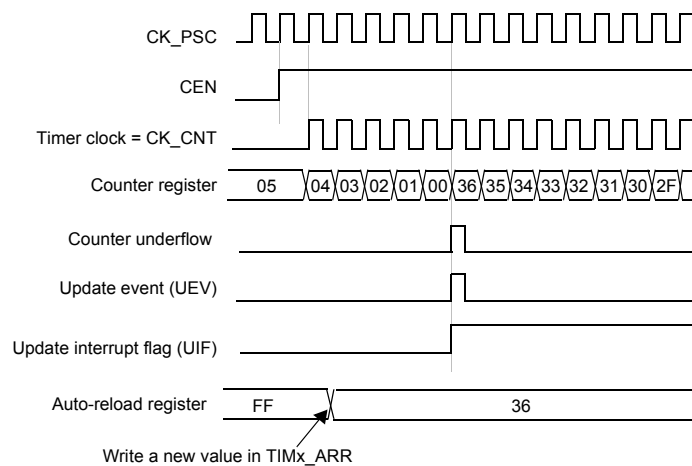 CK_PSC
CEN
Timer clock = CK_CNT
Counter register 05 04 03 02 01 00 36 35 34 33 32 31 30 2F
Counter underflow
Update event (UEV)
Update interrupt flag (UIF)
Auto-reload register FF 36
Write a new value in TIMx_ARR